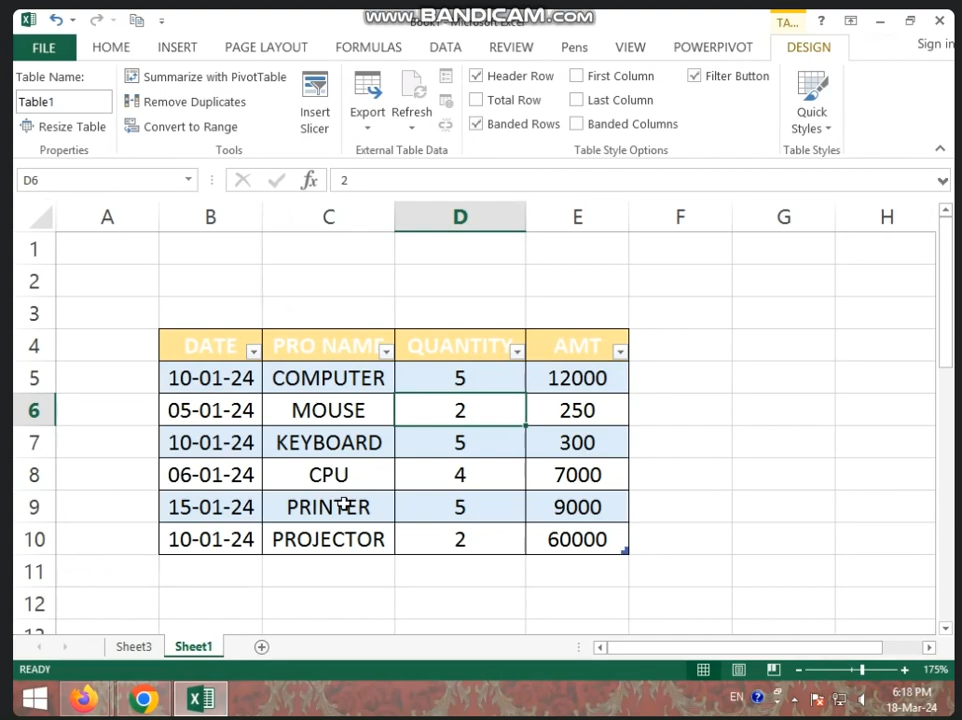 www.BANDICAM.com
Book1 - Microsoft Excel
TA...
?
FILE
HOME
INSERT
PAGE LAYOUT
FORMULAS
DATA
REVIEW
Pens
VIEW
POWERPIVOT
DESIGN
Sign in
Table Name:
Table1
Resize Table
Properties
Summarize with PivotTable
Remove Duplicates
Convert to Range
Tools
Insert
Slicer
Export
Refresh
External Table Data
Header Row
Total Row
Banded Rows
First Column
Last Column
Banded Columns
Filter Button
Table Style Options
Quick
Styles
Table Styles
D6
fx
2
A B C D E F G H
1
2
3
4 DATE PRO NAME QUANTITY AMT
5 10-01-24 COMPUTER 5 12000
6 05-01-24 MOUSE 2 250
7 10-01-24 KEYBOARD 5 300
8 06-01-24 CPU 4 7000
9 15-01-24 PRINTER 5 9000
10 10-01-24 PROJECTOR 2 60000
11
12
Sheet3
Sheet1
READY
175%
EN
6:18 PM
18-Mar-24